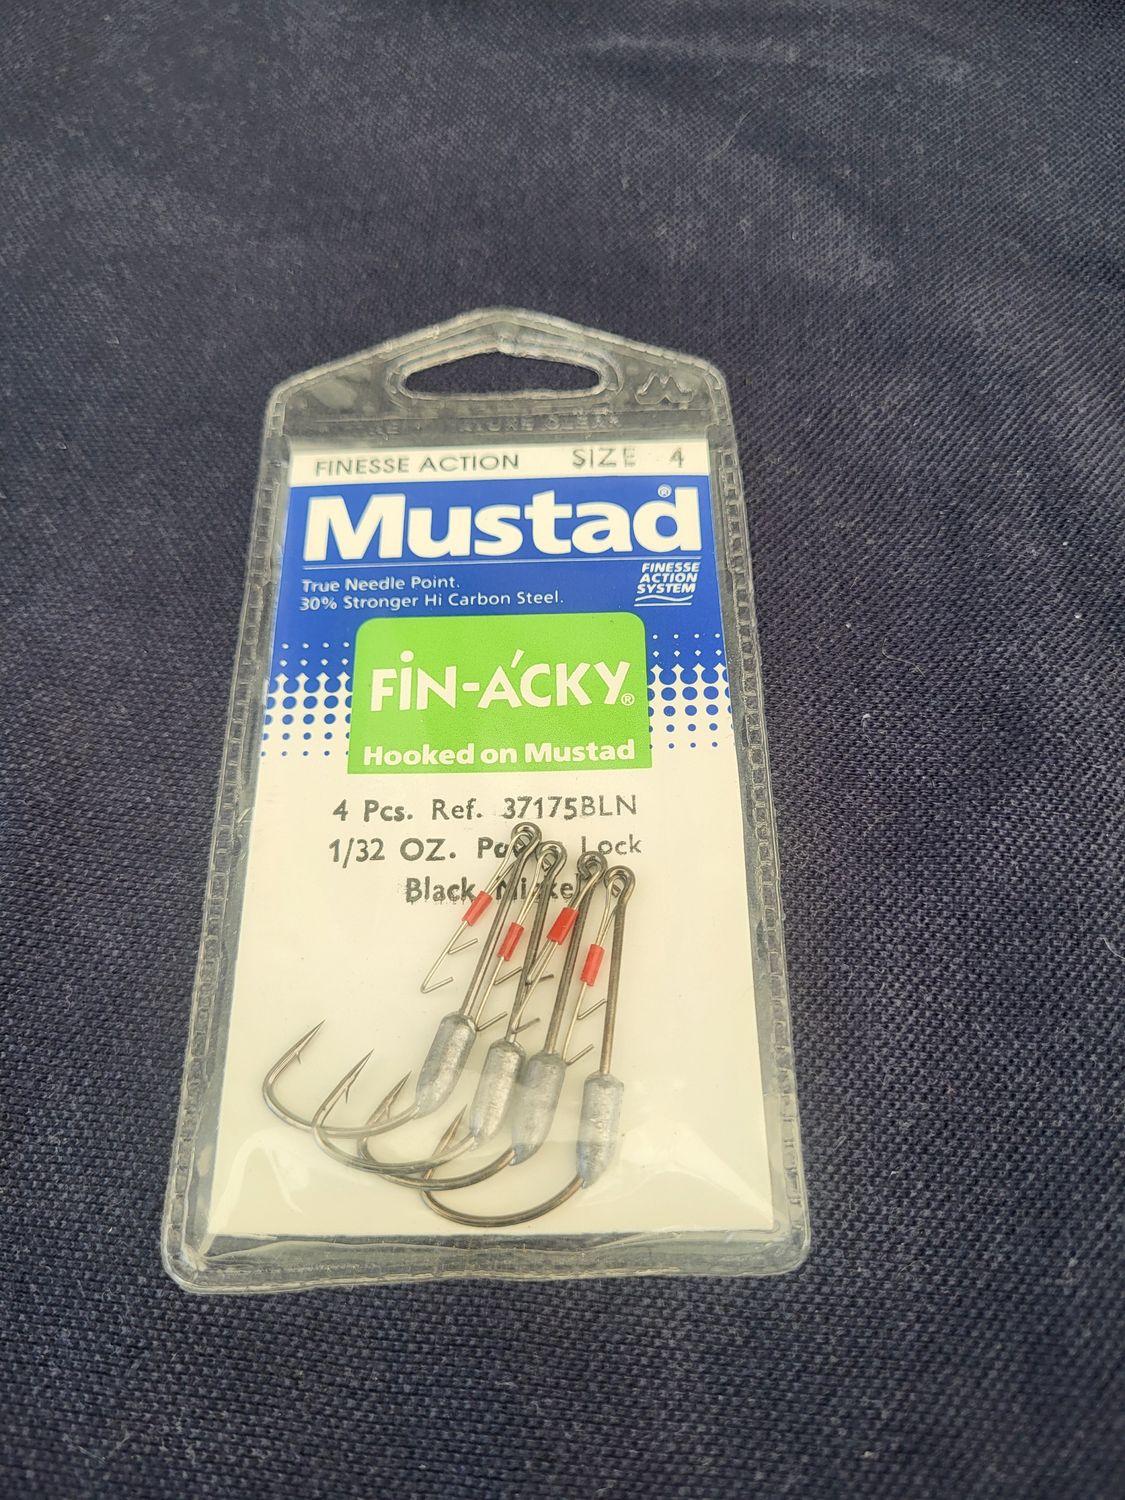 FINESSE ACTION SIZE 4
Mustad®
True Needle Point.
30% Stronger Hi Carbon Steel.
FINESSE
ACTION
SYSTEM
FIN-ACKY®
Hooked on Mustad
4 Pcs. Ref. 37175BLN
1/32 OZ. Lock
Black